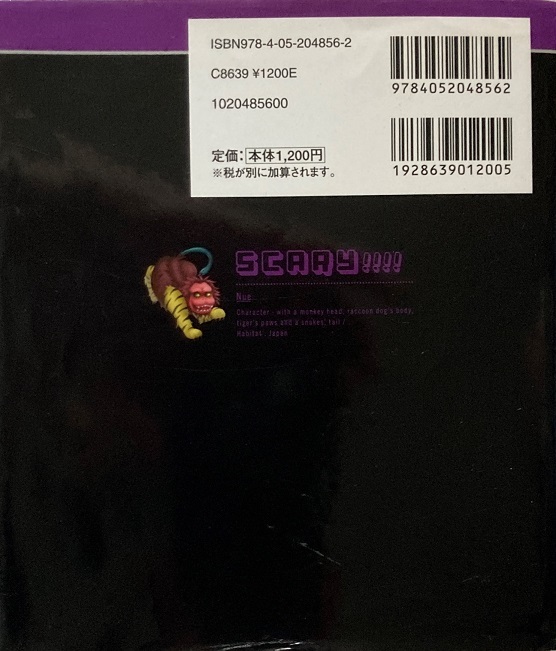 ISBN978-4-05-204856-2
C8639 ¥1200E
1020485600
9784052048562
定価：本体1,200円
※税が別に加算されます。
1928639012005
SCARY!!!!
Nue
Character : with a monkey head, raccoon dog's body,
tiger's paws and a snakes' tail /
Habitat : Japan